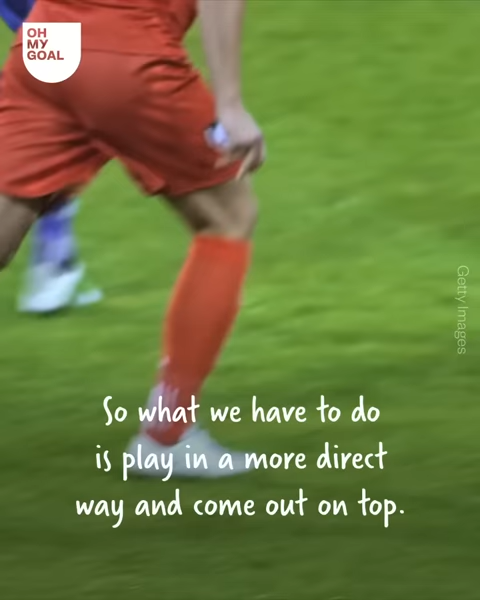 OH
MY
GOAL
Getty Images
So what we have to do
is play in a more direct
way and come out on top.